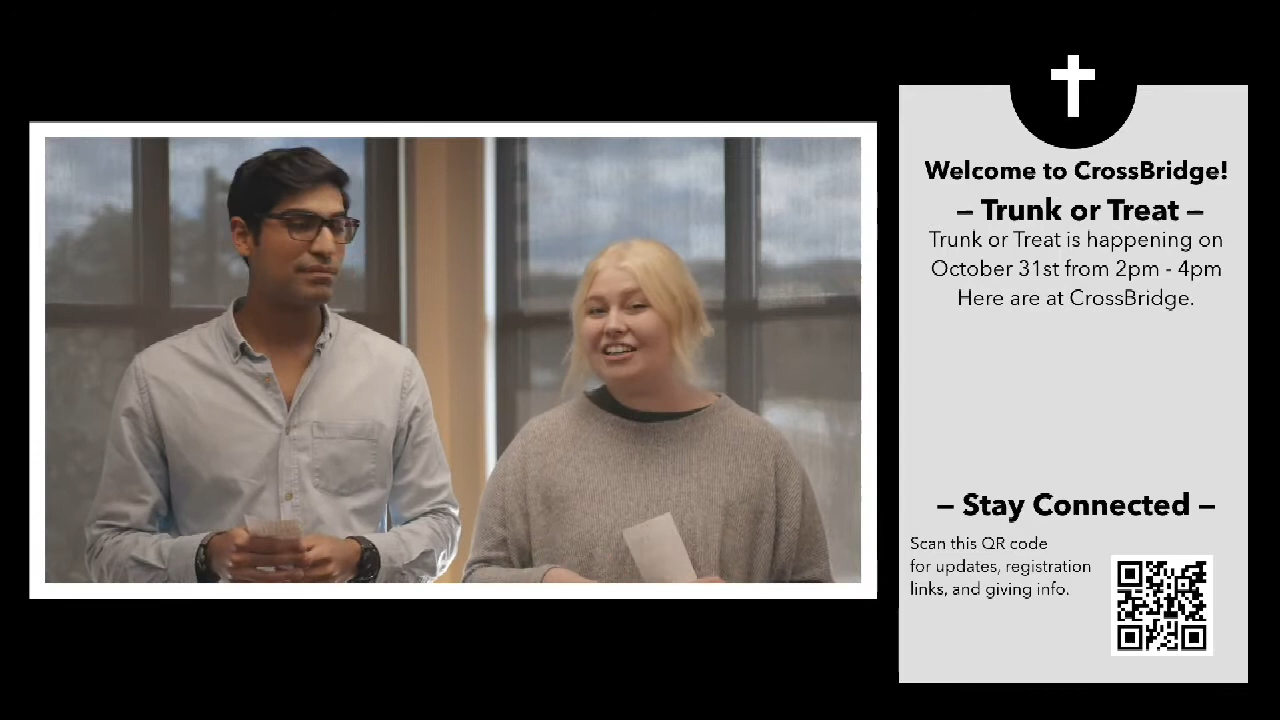 Welcome to CrossBridge!
– Trunk or Treat –
Trunk or Treat is happening on
October 31st from 2pm - 4pm
Here are at CrossBridge.
– Stay Connected –
Scan this QR code
for updates, registration
links, and giving info.